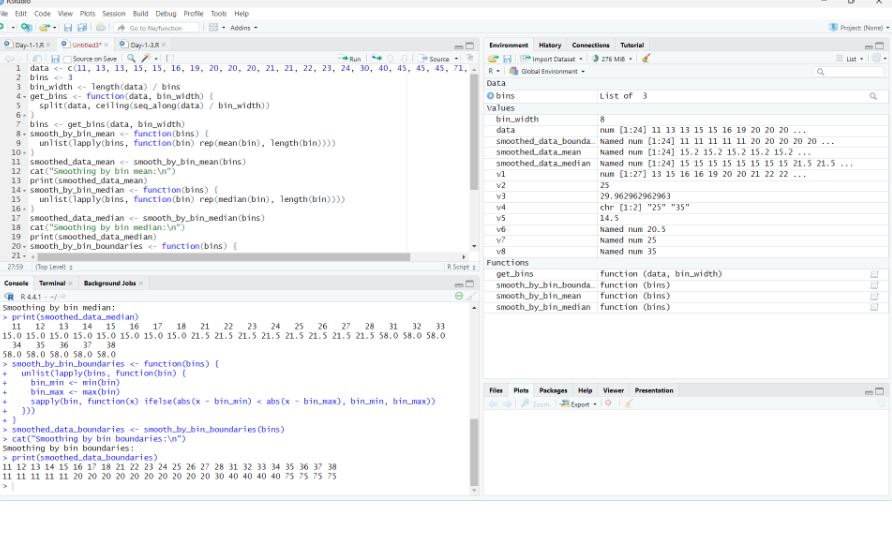 RStudio
File Edit Code View Plots Session Build Debug Profile Tools Help
Go to file/function Addins Project: (None)
Day-1-1.R Untitled3* Day-1-3.R
Source on Save Run Source
1 data <- c(11, 13, 13, 15, 15, 16, 19, 20, 20, 20, 21, 21, 22, 23, 24, 30, 40, 45, 45, 45, 71,
2 bins <- 3
3 bin_width <- length(data) / bins
4 get_bins <- function(data, bin_width) {
5 split(data, ceiling(seq_along(data) / bin_width))
6 }
7 bins <- get_bins(data, bin_width)
8 smooth_by_bin_mean <- function(bins) {
9 unlist(lapply(bins, function(bin) rep(mean(bin), length(bin))))
10 }
11 smoothed_data_mean <- smooth_by_bin_mean(bins)
12 cat("Smoothing by bin mean:\n")
13 print(smoothed_data_mean)
14 smooth_by_bin_median <- function(bins) {
15 unlist(lapply(bins, function(bin) rep(median(bin), length(bin))))
16 }
17 smoothed_data_median <- smooth_by_bin_median(bins)
18 cat("Smoothing by bin median:\n")
19 print(smoothed_data_median)
20 smooth_by_bin_boundaries <- function(bins) {
21
27:59 (Top Level) R Script
Console Terminal Background Jobs
R 4.4.1 · ~/
Smoothing by bin median:
> print(smoothed_data_median)
11 12 13 14 15 16 17 18 21 22 23 24 25 26 27 28 31 32 33
15.0 15.0 15.0 15.0 15.0 15.0 15.0 15.0 21.5 21.5 21.5 21.5 21.5 21.5 21.5 21.5 58.0 58.0 58.0
34 35 36 37 38
58.0 58.0 58.0 58.0 58.0
> smooth_by_bin_boundaries <- function(bins) {
+ unlist(lapply(bins, function(bin) {
+ bin_min <- min(bin)
+ bin_max <- max(bin)
+ sapply(bin, function(x) ifelse(abs(x - bin_min) < abs(x - bin_max), bin_min, bin_max))
+ }))
+ }
> smoothed_data_boundaries <- smooth_by_bin_boundaries(bins)
> cat("Smoothing by bin boundaries:\n")
Smoothing by bin boundaries:
> print(smoothed_data_boundaries)
11 12 13 14 15 16 17 18 21 22 23 24 25 26 27 28 31 32 33 34 35 36 37 38
11 11 11 11 11 20 20 20 20 20 20 20 20 20 20 30 40 40 40 40 75 75 75 75
>
Environment History Connections Tutorial
Import Dataset 276 MiB List
R Global Environment
Data
bins List of 3
Values
bin_width 8
data num [1:24] 11 13 13 15 15 16 19 20 20 20 ...
smoothed_data_bounda… Named num [1:24] 11 11 11 11 11 20 20 20 20 20 ...
smoothed_data_mean Named num [1:24] 15.2 15.2 15.2 15.2 15.2 ...
smoothed_data_median Named num [1:24] 15 15 15 15 15 15 15 15 21.5 21.5 ...
v1 num [1:27] 13 15 16 16 19 20 20 21 22 22 ...
v2 25
v3 29.962962962963
v4 chr [1:2] "25" "35"
v5 14.5
v6 Named num 20.5
v7 Named num 25
v8 Named num 35
Functions
get_bins function (data, bin_width)
smooth_by_bin_bounda… function (bins)
smooth_by_bin_mean function (bins)
smooth_by_bin_median function (bins)
Files Plots Packages Help Viewer Presentation
Zoom Export